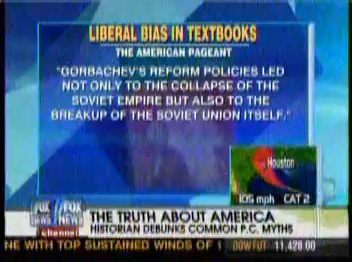 LIBERAL BIAS IN TEXTBOOKS
THE AMERICAN PAGEANT
"GORBACHEV'S REFORM POLICIES LED
NOT ONLY TO THE COLLAPSE OF THE
SOVIET EMPIRE BUT ALSO TO THE
BREAKUP OF THE SOVIET UNION ITSELF."
Houston
105 mph CAT 2
FOX NEWS FOX NEWS
channel
THE TRUTH ABOUT AMERICA
HISTORIAN DEBUNKS COMMON P.C. MYTHS
NE WITH TOP SUSTAINED WINDS OF 1
DOW FUT 11,428.00